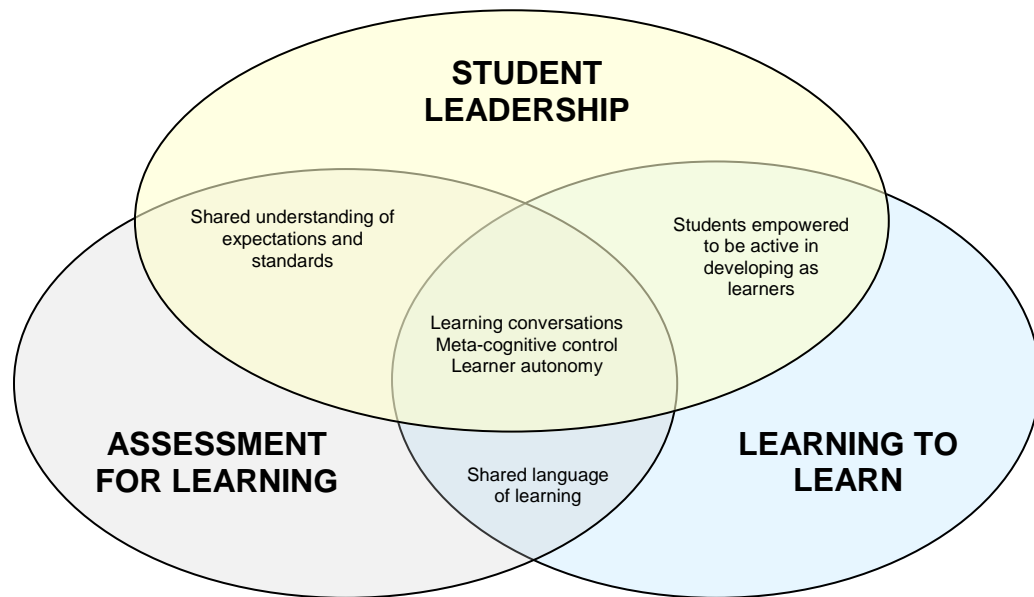 STUDENT
LEADERSHIP
Shared understanding of
expectations and
standards
Students empowered
to be active in
developing as
learners
Learning conversations
Meta-cognitive control
Learner autonomy
ASSESSMENT
FOR LEARNING
LEARNING TO
LEARN
Shared language
of learning